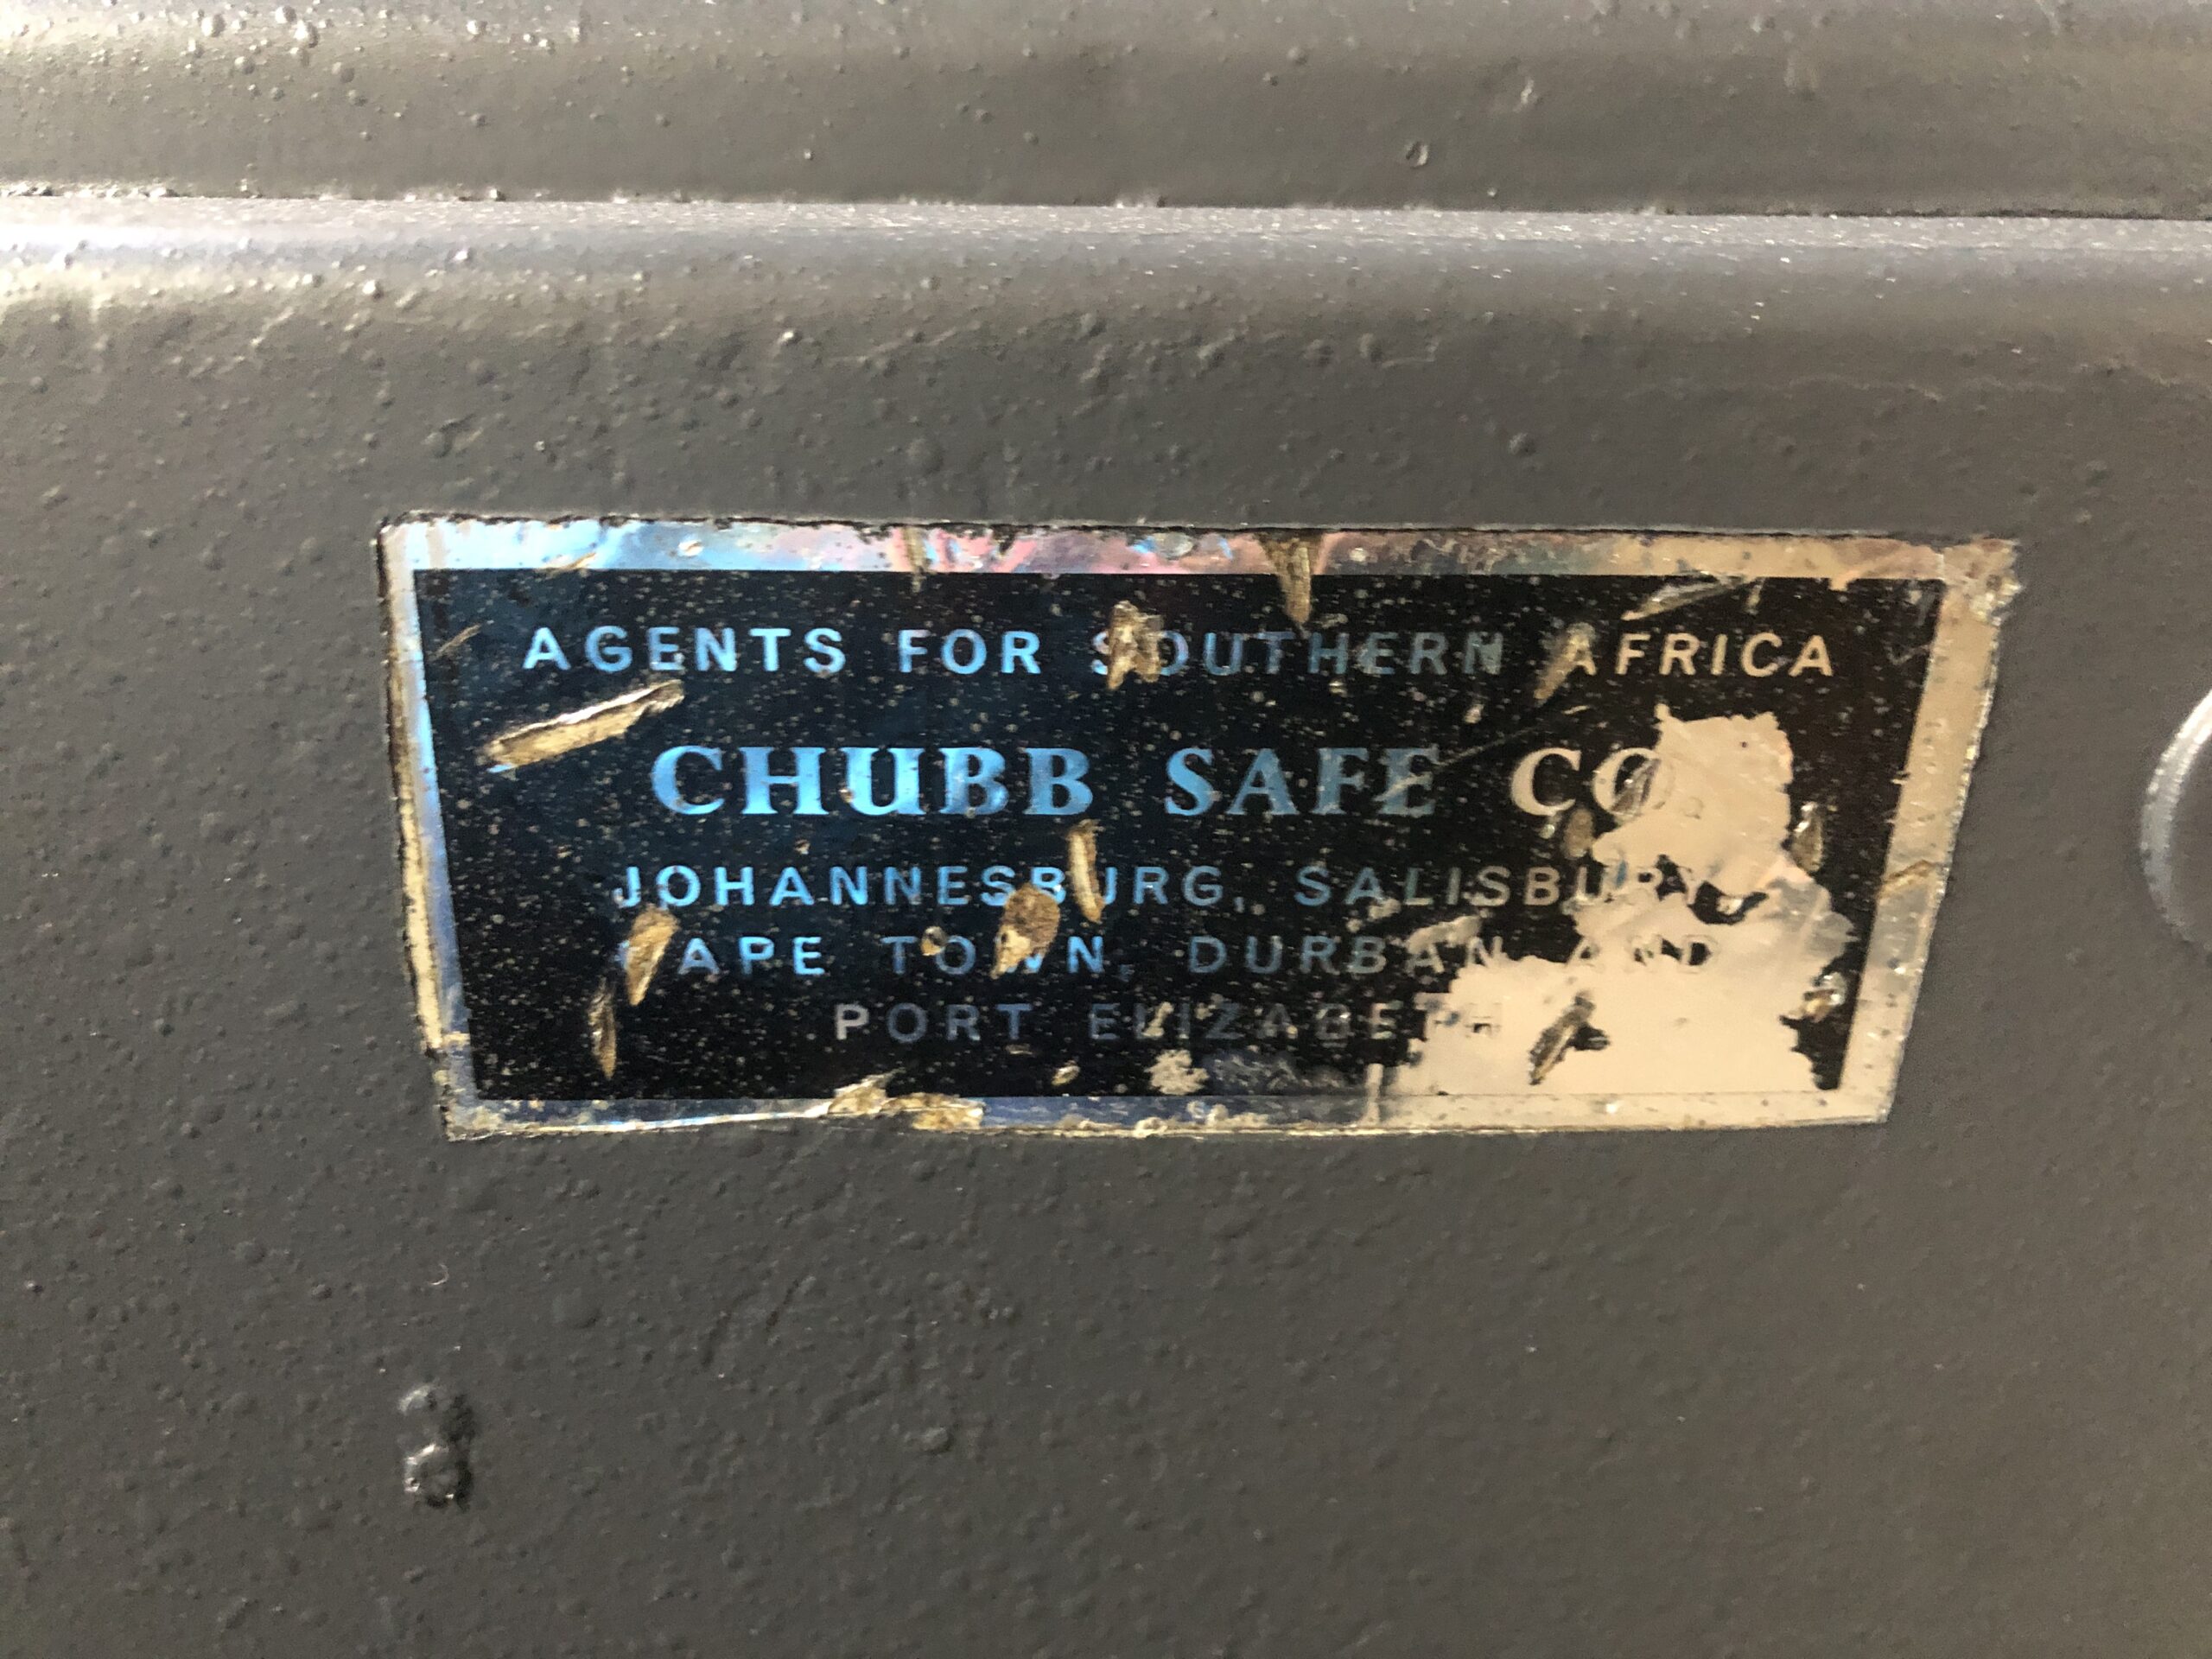 AGENTS FOR SOUTHERN AFRICA
CHUBB SAFE CO
JOHANNESBURG, SALISBURY
CAPE TOWN, DURBAN AND
PORT ELIZABETH